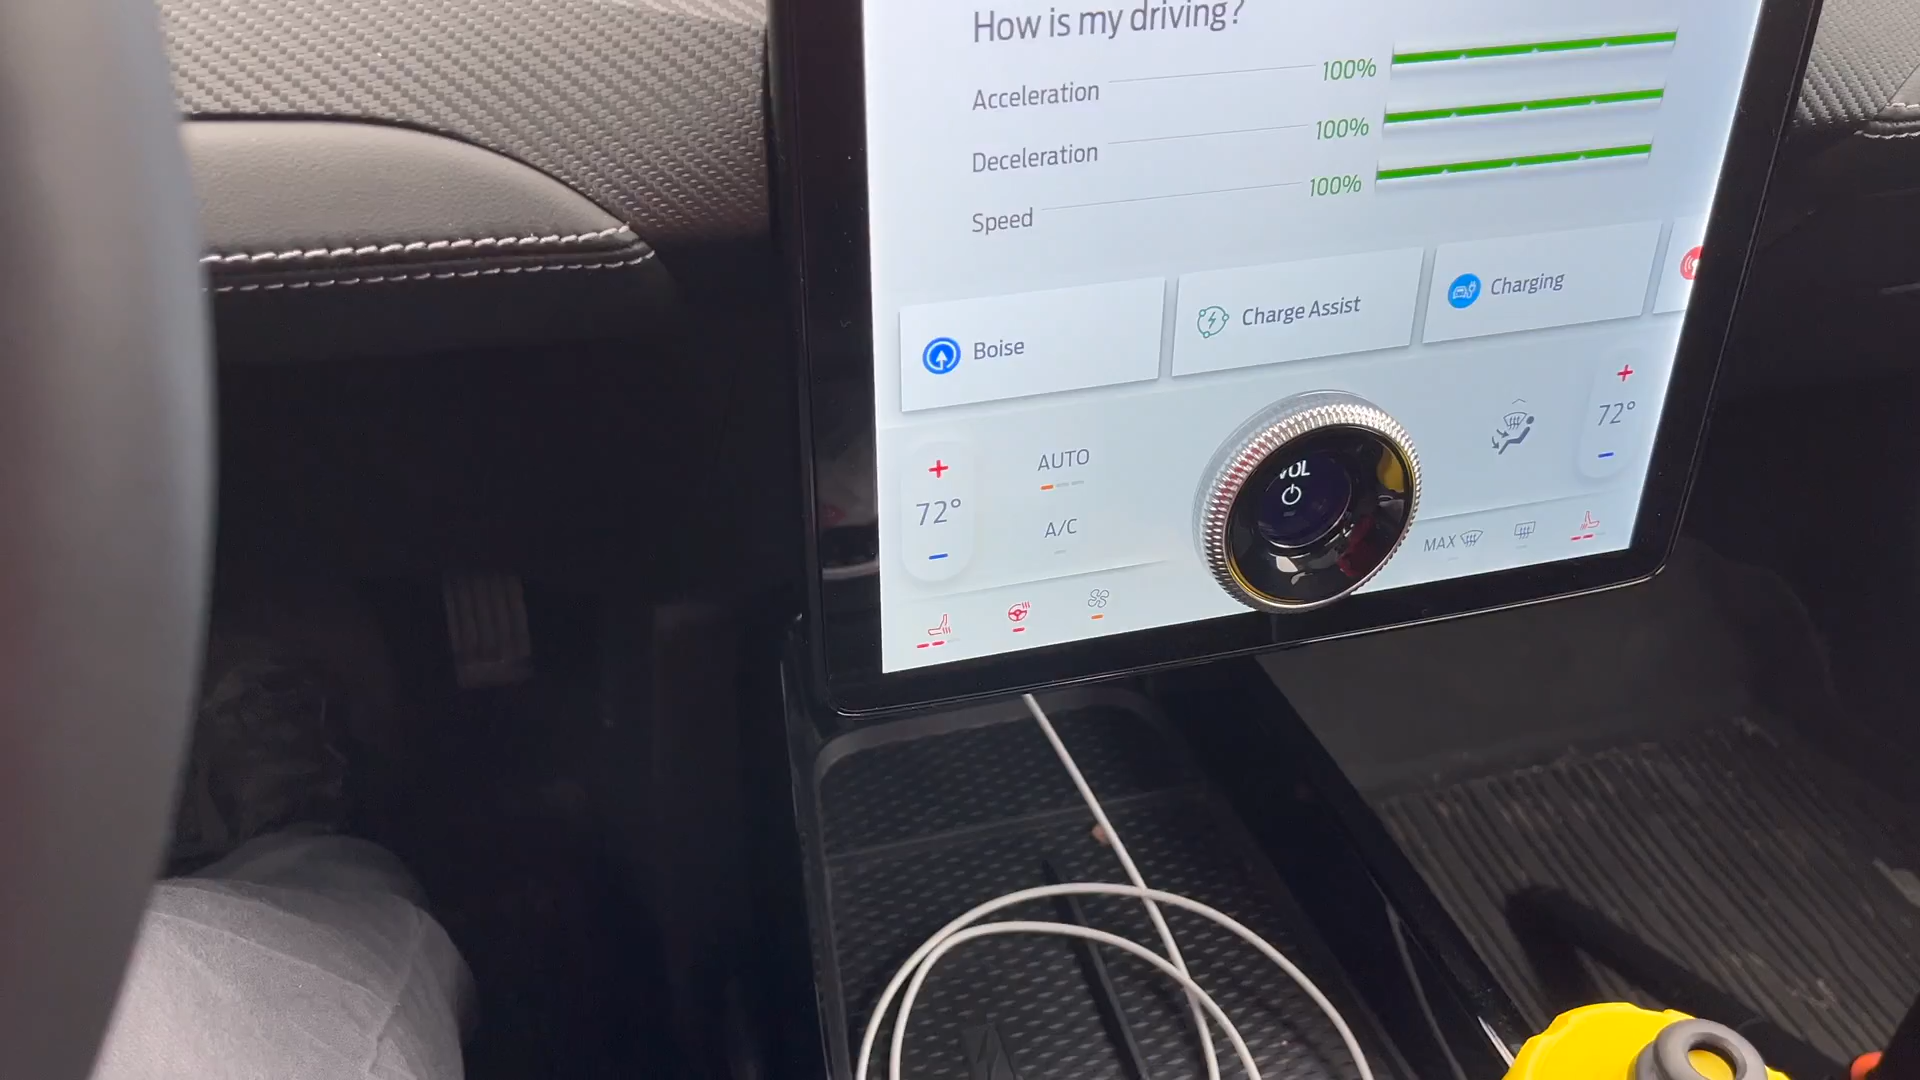 How is my driving?
Acceleration 100%
Deceleration 100%
Speed 100%
Boise
Charge Assist
Charging
+
72°
−
AUTO
A/C
VOL
+
72°
−
MAX